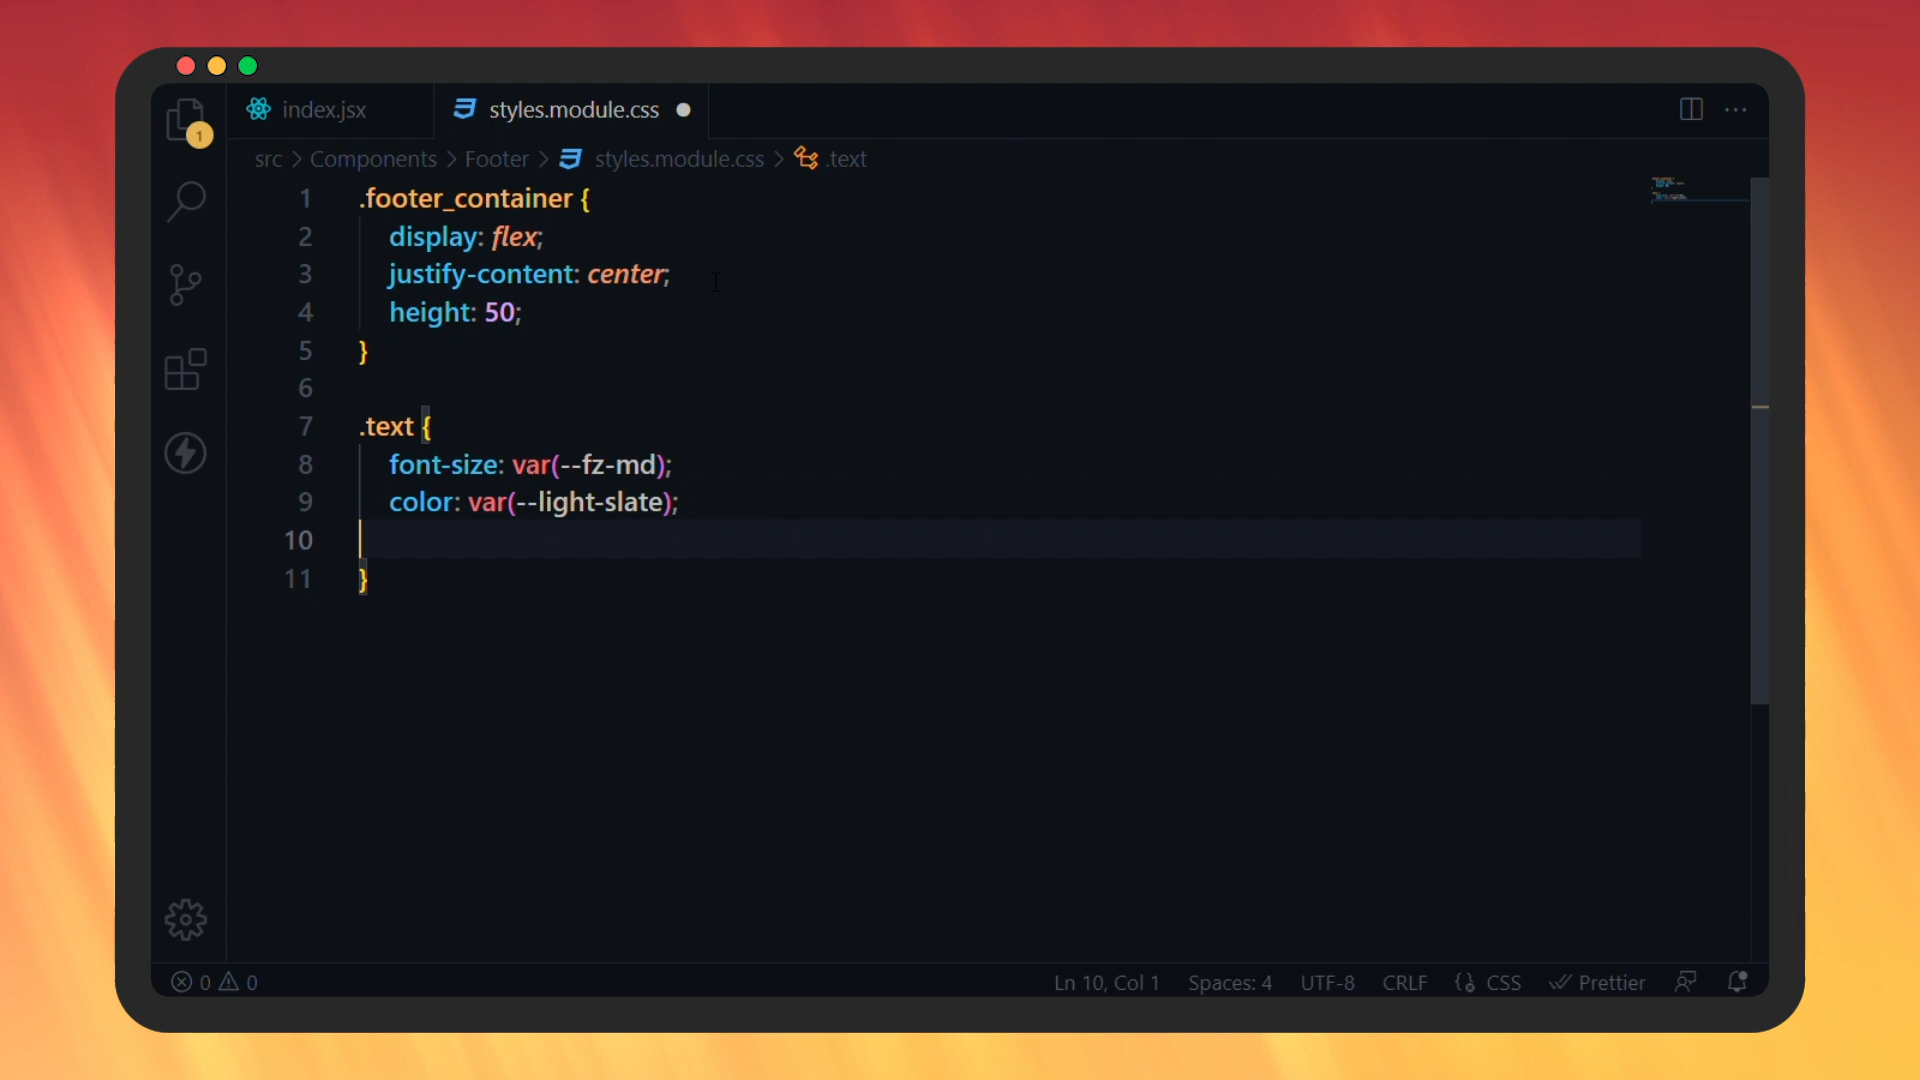 index.jsx
styles.module.css
1
src > Components > Footer > styles.module.css > .text
1 .footer_container {
2 display: flex;
3 justify-content: center;
4 height: 50;
5 }
6
7 .text {
8 font-size: var(--fz-md);
9 color: var(--light-slate);
10
11 }
0 0
Ln 10, Col 1
Spaces: 4
UTF-8
CRLF
CSS
Prettier